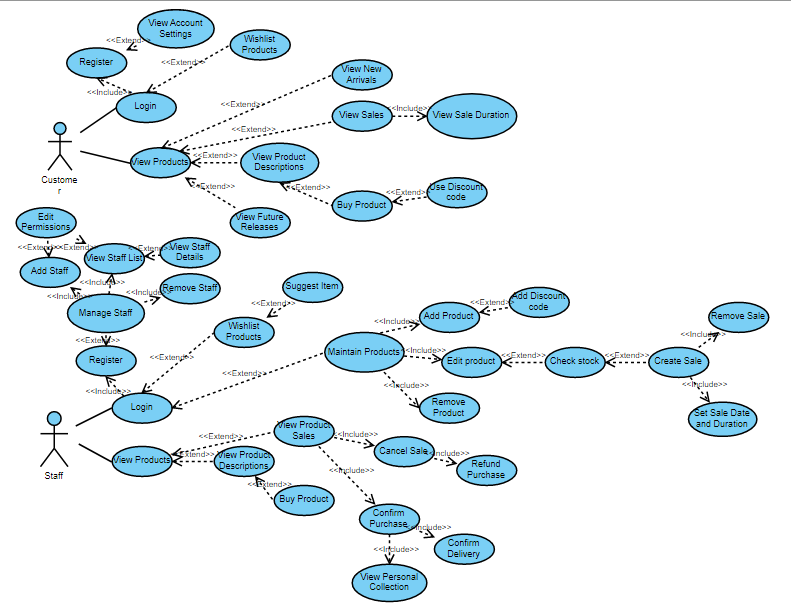 View Account
Settings
<<Extend>>
Wishlist
Products
Register
<<Extend>>
View New
Arrivals
<<Include>>
Login
<<Extend>>
View Sales
<<Include>>
View Sale Duration
<<Extend>>
View Products
<<Extend>>
View Product
Descriptions
Custome
r
<<Extend>>
<<Extend>>
Buy Product
<<Extend>>
Use Discount
code
View Future
Releases
Edit
Permissions
<<Extend>>
<<Extend>>
View Staff List
<<Extend>>
View Staff
Details
Add Staff
<<Include>>
<<Include>>
<<Include>>
Remove Staff
Suggest Item
Manage Staff
<<Extend>>
Add Product
<<Extend>>
Add Discount
code
<<Extend>>
Wishlist
Products
<<Include>>
Remove Sale
<<Include>>
Register
<<Extend>>
Maintain Products
<<Include>>
Edit product
<<Extend>>
Check stock
<<Extend>>
Create Sale
<<Extend>>
<<Include>>
<<Include>>
<<Include>>
Login
Remove
Product
Set Sale Date
and Duration
View Product
Sales
<<Extend>>
<<Include>>
Cancel Sale
<<Include>>
View Products
<<Extend>>
View Product
Descriptions
Refund
Purchase
Staff
<<Include>>
<<Extend>>
Buy Product
Confirm
Purchase
<<Include>>
<<Include>>
Confirm
Delivery
View Personal
Collection